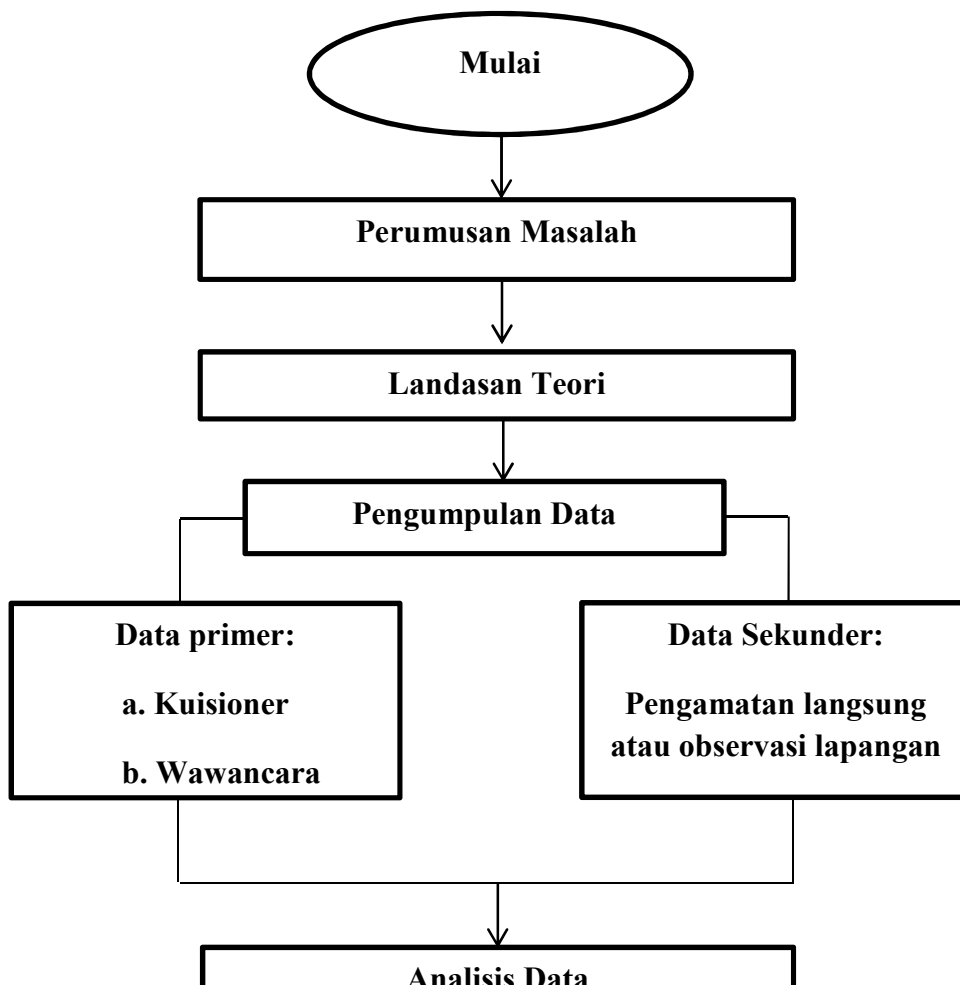 Mulai
Perumusan Masalah
Landasan Teori
Pengumpulan Data
Data primer:
a. Kuisioner
b. Wawancara
Data Sekunder:
Pengamatan langsung
atau observasi lapangan
Analisis Data